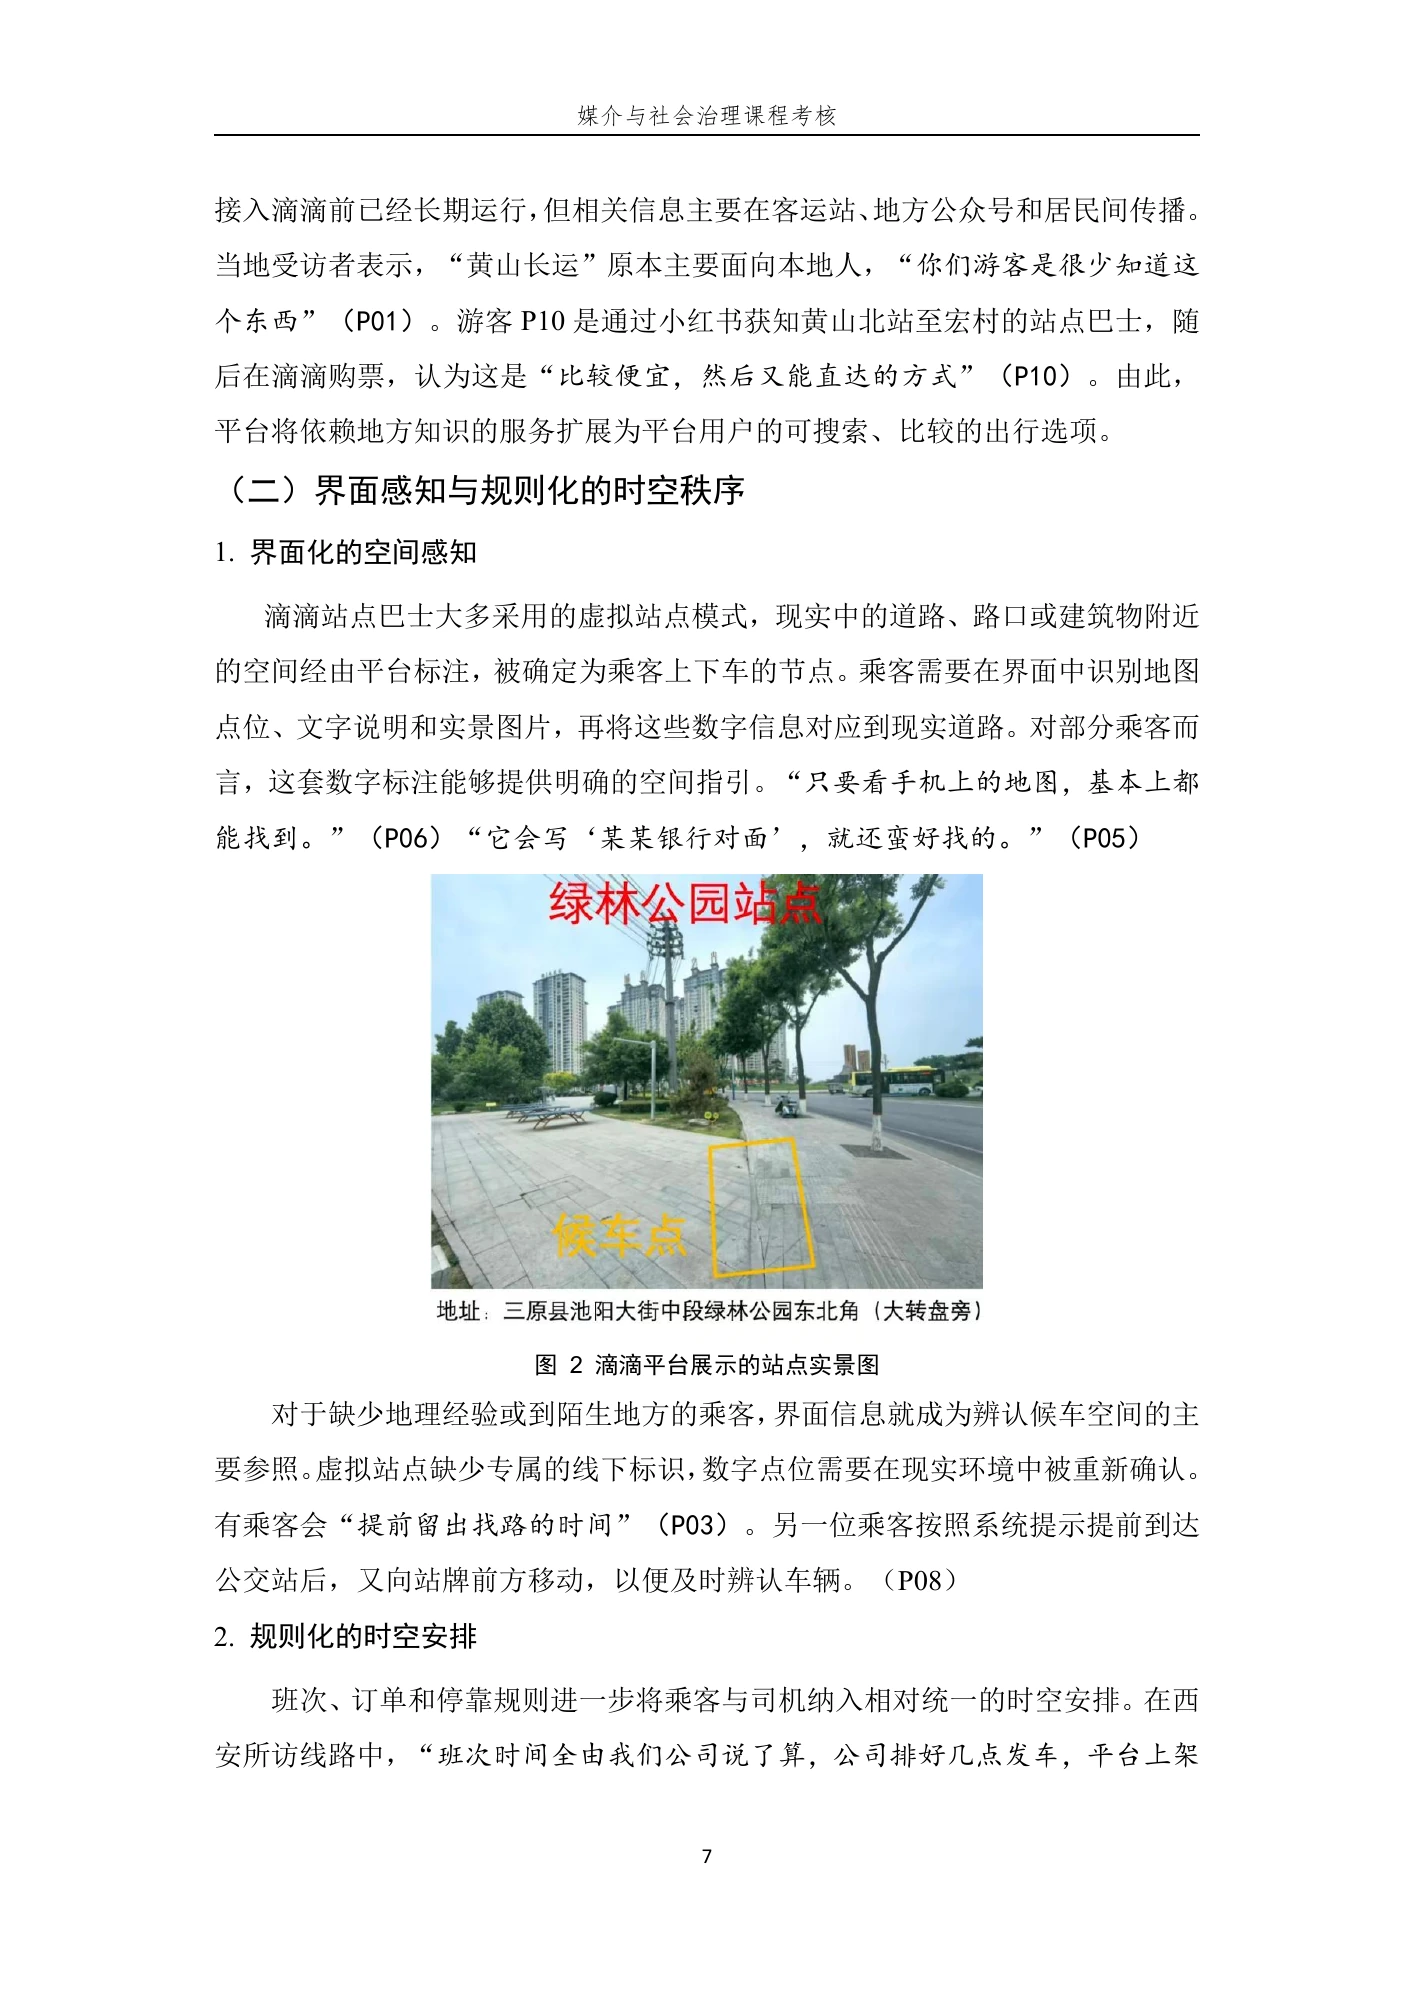 媒介与社会治理课程考核
接入滴滴前已经长期运行，但相关信息主要在客运站、地方公众号和居民间传播。
当地受访者表示，“黄山长运”原本主要面向本地人，“你们游客是很少知道这
个东西”（P01）。游客 P10 是通过小红书获知黄山北站至宏村的站点巴士，随
后在滴滴购票，认为这是“比较便宜，然后又能直达的方式”（P10）。由此，
平台将依赖地方知识的服务扩展为平台用户的可搜索、比较的出行选项。
（二）界面感知与规则化的时空秩序
1. 界面化的空间感知
滴滴站点巴士大多采用的虚拟站点模式，现实中的道路、路口或建筑物附近
的空间经由平台标注，被确定为乘客上下车的节点。乘客需要在界面中识别地图
点位、文字说明和实景图片，再将这些数字信息对应到现实道路。对部分乘客而
言，这套数字标注能够提供明确的空间指引。“只要看手机上的地图，基本上都
能找到。”（P06）“它会写‘某某银行对面’，就还蛮好找的。”（P05）
绿林公园站点
候车点
地址：三原县池阳大街中段绿林公园东北角（大转盘旁）
图 2 滴滴平台展示的站点实景图
对于缺少地理经验或到陌生地方的乘客，界面信息就成为辨认候车空间的主
要参照。虚拟站点缺少专属的线下标识，数字点位需要在现实环境中被重新确认。
有乘客会“提前留出找路的时间”（P03）。另一位乘客按照系统提示提前到达
公交站后，又向站牌前方移动，以便及时辨认车辆。（P08）
2. 规则化的时空安排
班次、订单和停靠规则进一步将乘客与司机纳入相对统一的时空安排。在西
安所访线路中，“班次时间全由我们公司说了算，公司排好几点发车，平台上架
7